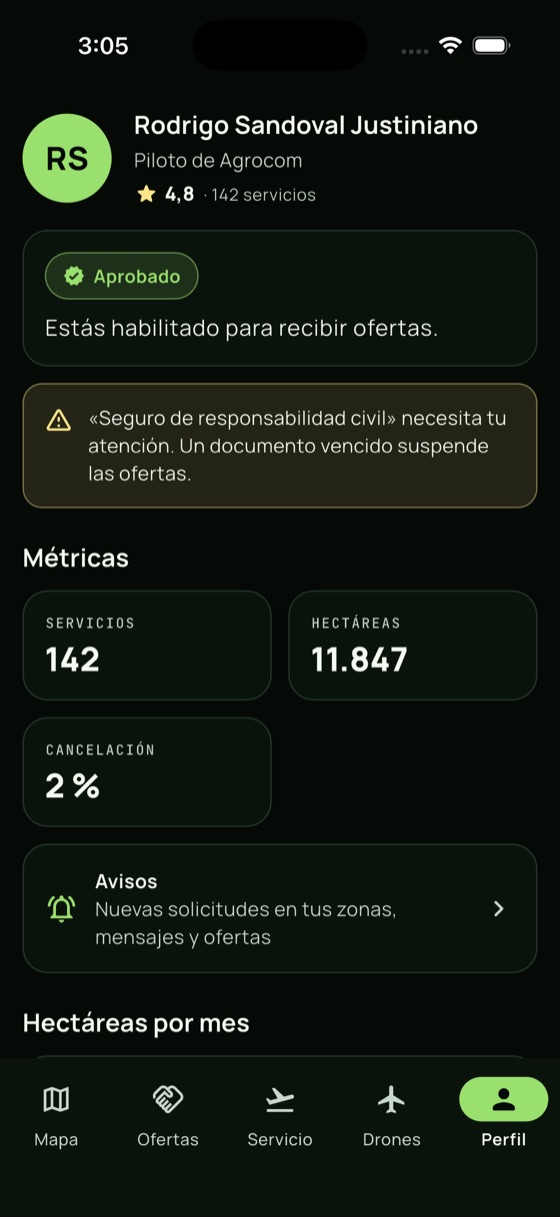 3:05
RS
Rodrigo Sandoval Justiniano
Piloto de Agrocom
4,8 · 142 servicios
Aprobado
Estás habilitado para recibir ofertas.
«Seguro de responsabilidad civil» necesita tu
atención. Un documento vencido suspende
las ofertas.
Métricas
SERVICIOS
142
HECTÁREAS
11.847
CANCELACIÓN
2 %
Avisos
Nuevas solicitudes en tus zonas,
mensajes y ofertas
Hectáreas por mes
Mapa
Ofertas
Servicio
Drones
Perfil